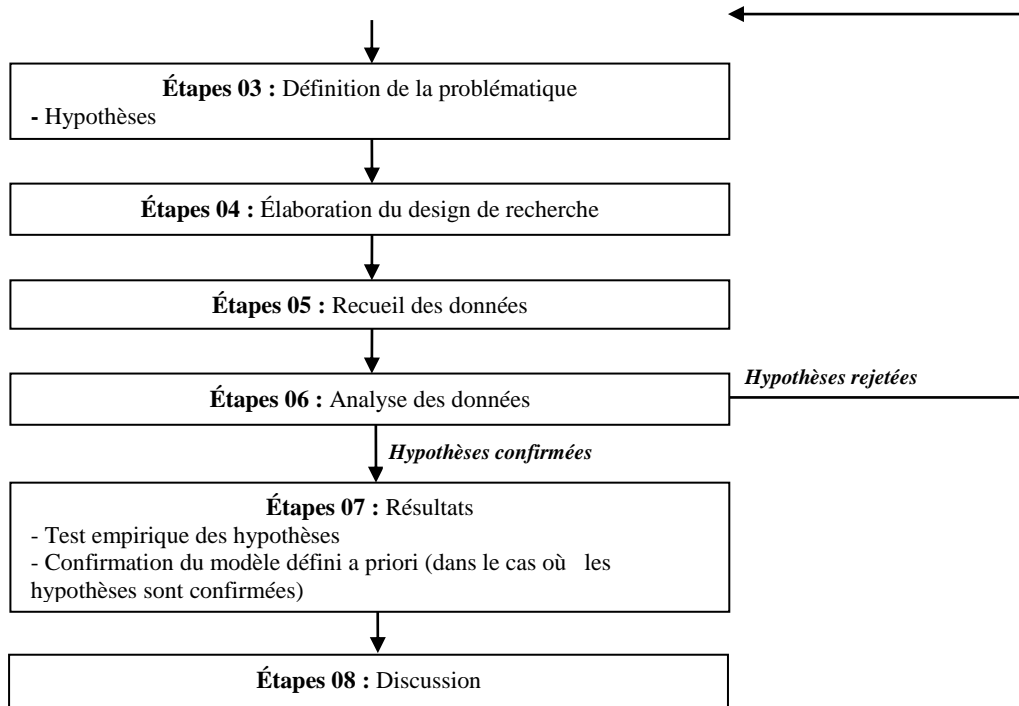 Étapes 03 : Définition de la problématique
- Hypothèses
Étapes 04 : Élaboration du design de recherche
Étapes 05 : Recueil des données
Hypothèses rejetées
Étapes 06 : Analyse des données
Hypothèses confirmées
Étapes 07 : Résultats
- Test empirique des hypothèses
- Confirmation du modèle défini a priori (dans le cas où les
hypothèses sont confirmées)
Étapes 08 : Discussion